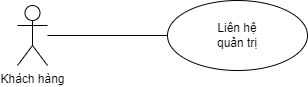 Liên hệ
quản trị
Khách hàng